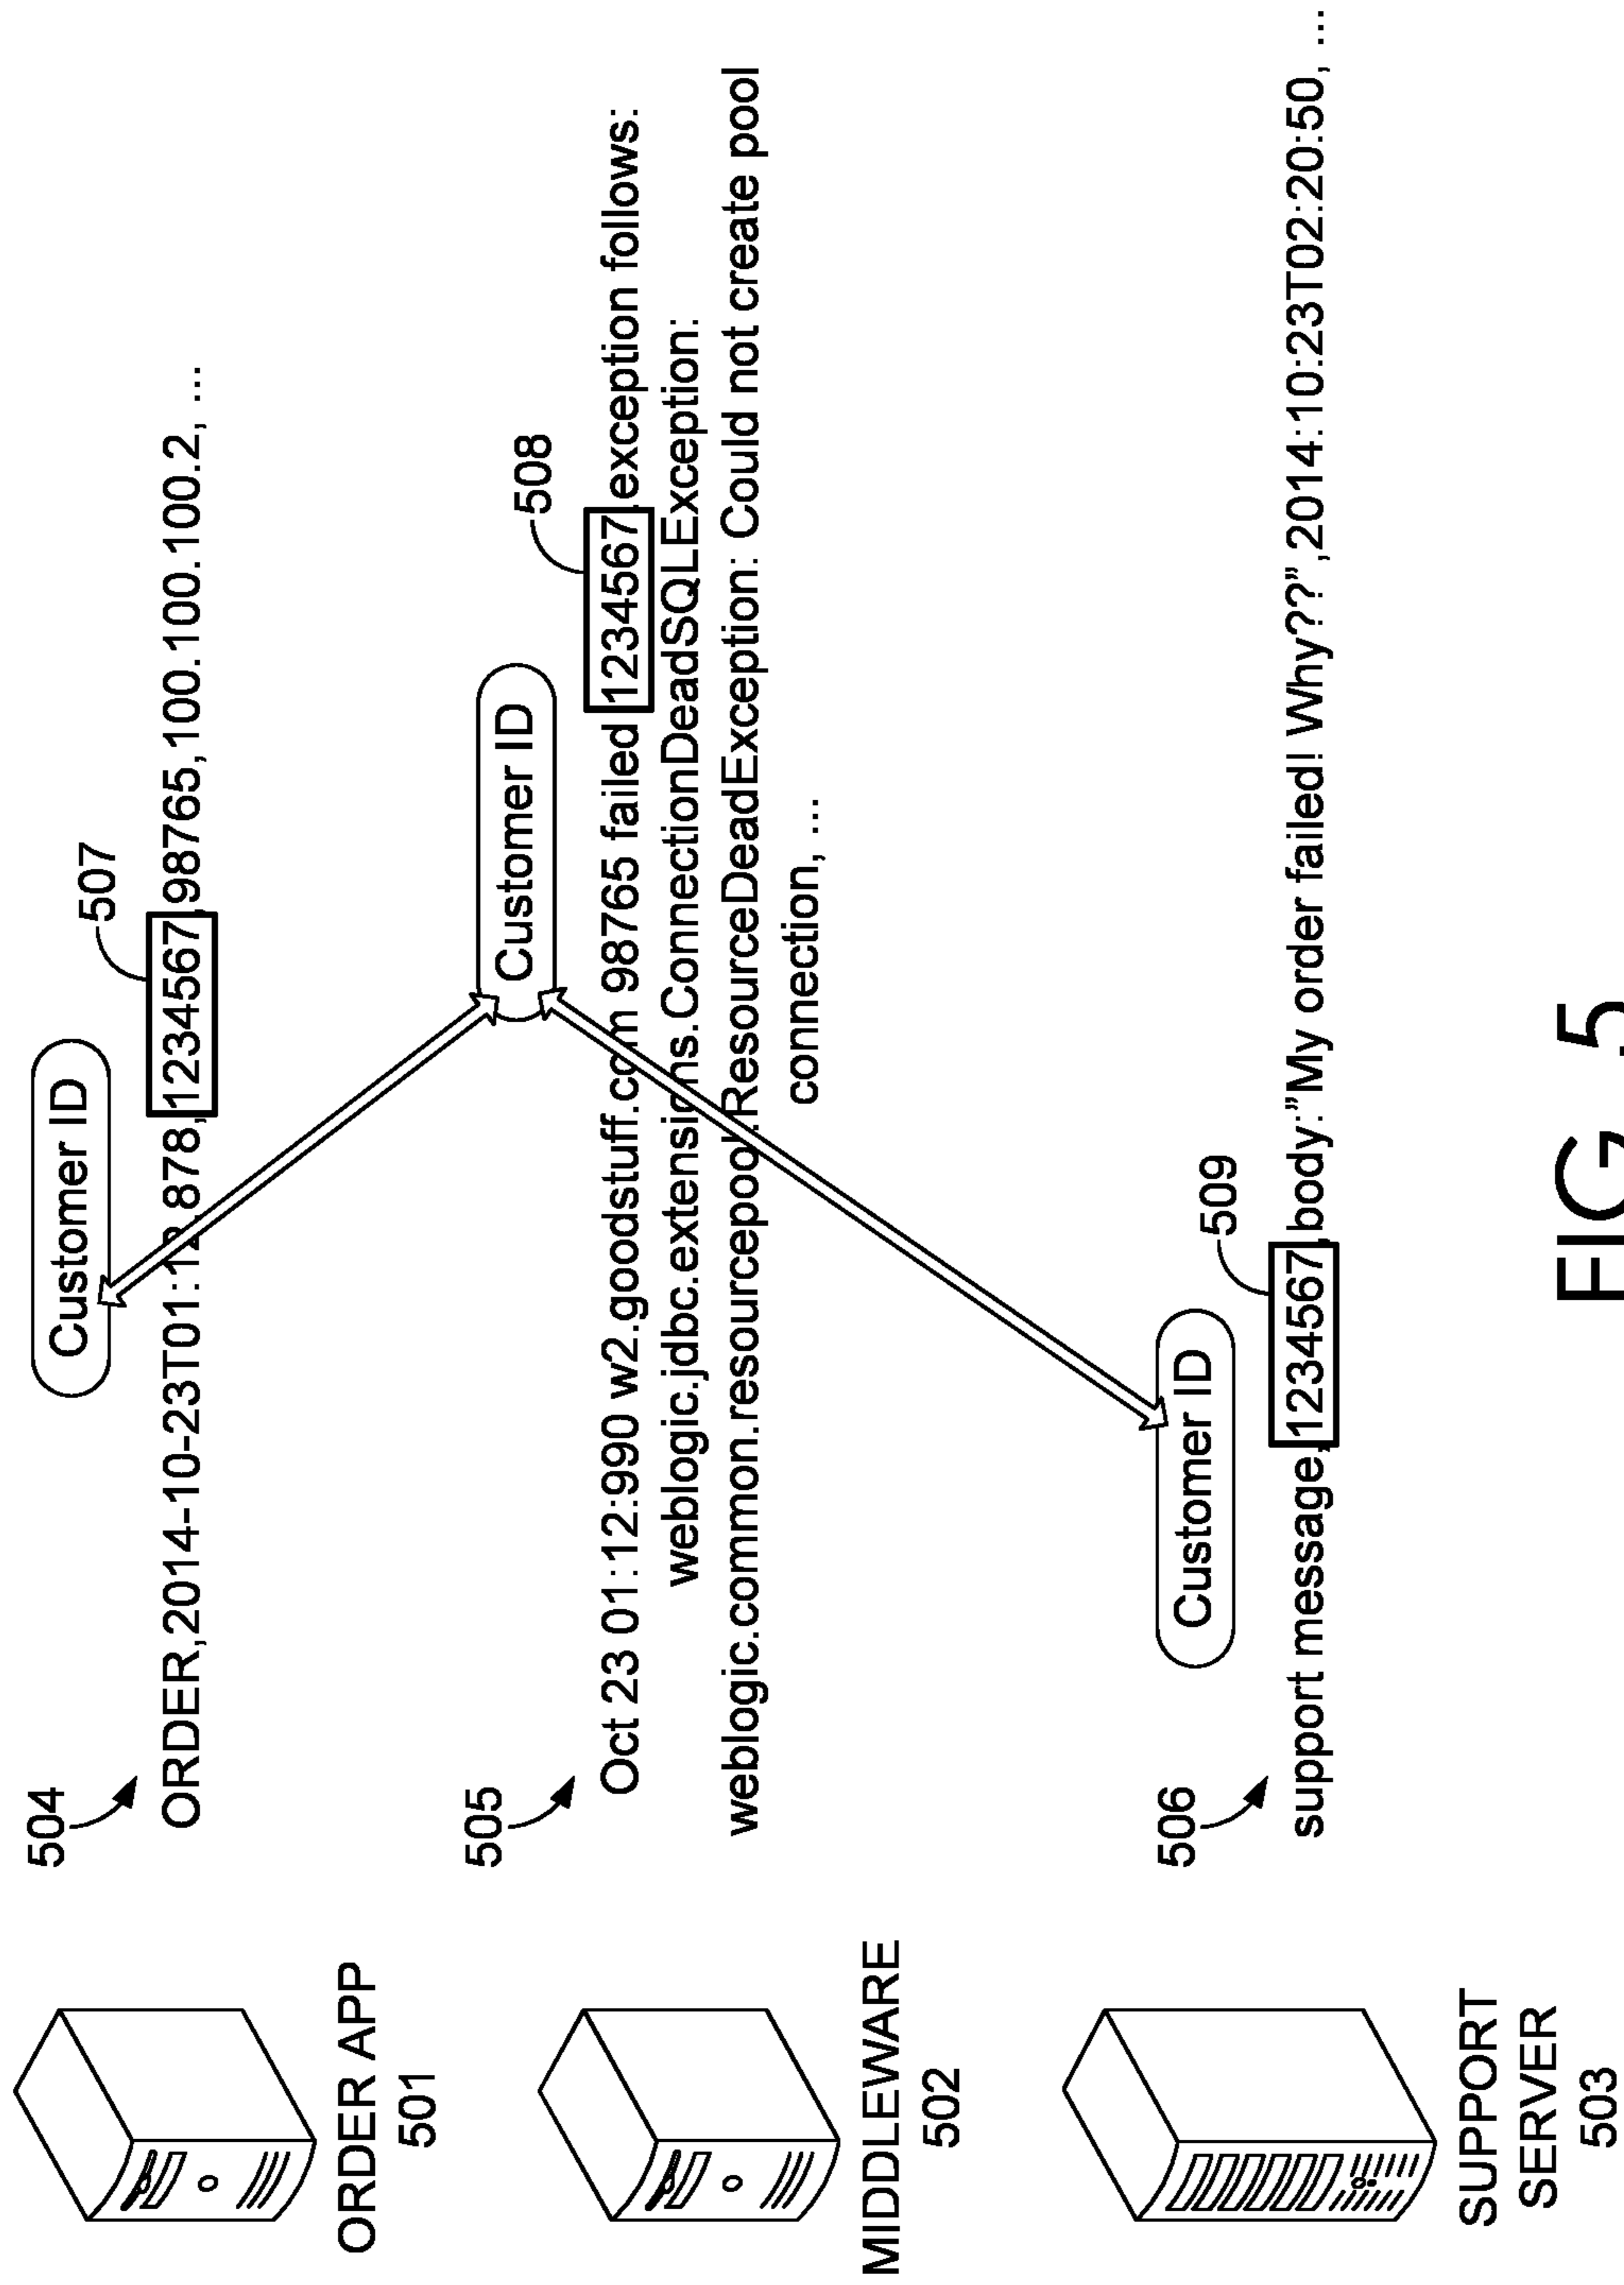 504
Customer ID
507
ORDER,2014-10-23T01:12.878,1234567,98765,100.100.100.2, ...
ORDER APP
501
505
Customer ID
508
Oct 23 01:12:990 w2.goodstuff.com 98765 failed 1234567,exception follows:
weblogic.jdbc.extensions.ConnectionDeadSQLException:
weblogic.common.resourcepool.ResourceDeadException: Could not create pool
connection, ...
MIDDLEWARE
502
506
Customer ID
509
support message,1234567,body:"My order failed! Why???",2014:10:23T02:20:50, ...
SUPPORT
SERVER
503
FIG. 5